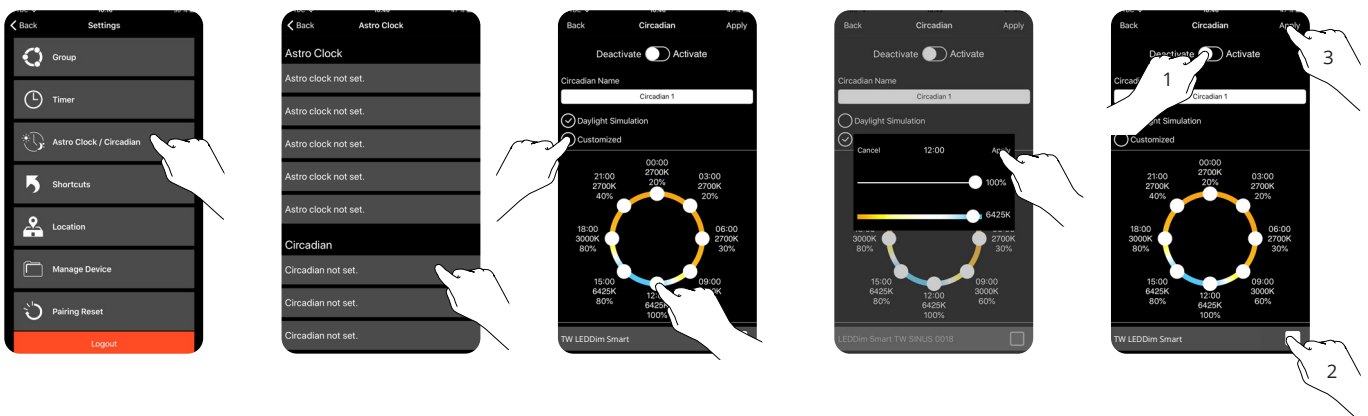 Back Settings
Group
Timer
Astro Clock / Circadian
Shortcuts
Location
Manage Device
Pairing Reset
Logout
Back Astro Clock
Astro Clock
Astro clock not set.
Astro clock not set.
Astro clock not set.
Astro clock not set.
Astro clock not set.
Circadian
Circadian not set.
Circadian not set.
Circadian not set.
Back Circadian Apply
Deactivate Activate
Circadian Name
Circadian 1
Daylight Simulation
Customized
00:00
2700K
20%
03:00
2700K
20%
06:00
2700K
30%
09:00
12:00
6425K
100%
15:00
6425K
80%
18:00
3000K
80%
21:00
2700K
40%
TW LEDDim Smart
Back Circadian Apply
Deactivate Activate
Circadian Name
Circadian 1
Daylight Simulation
Cancel 12:00 Apply
100%
6425K
3000K
80%
2700K
30%
15:00
6425K
80%
12:00
6425K
100%
09:00
3000K
60%
LEDDim Smart TW SINUS 0018
Back Circadian Apply
Deactivate Activate
1
3
Circadian 1
Simulation
Customized
00:00
2700K
20%
03:00
2700K
20%
06:00
2700K
30%
09:00
3000K
60%
12:00
6425K
100%
15:00
6425K
80%
18:00
3000K
80%
21:00
2700K
40%
TW LEDDim Smart
2